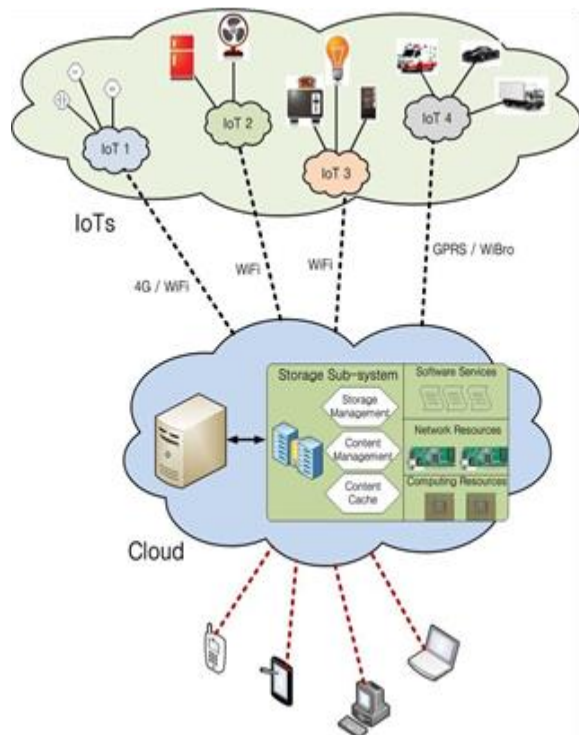 IoT 1
IoT 2
IoT 3
IoT 4
IoTs
4G / WiFi
WiFi
WiFi
GPRS / WiBro
Storage Sub-system
Storage
Management
Content
Management
Content
Cache
Software Services
Network Resources
Computing Resources
Cloud